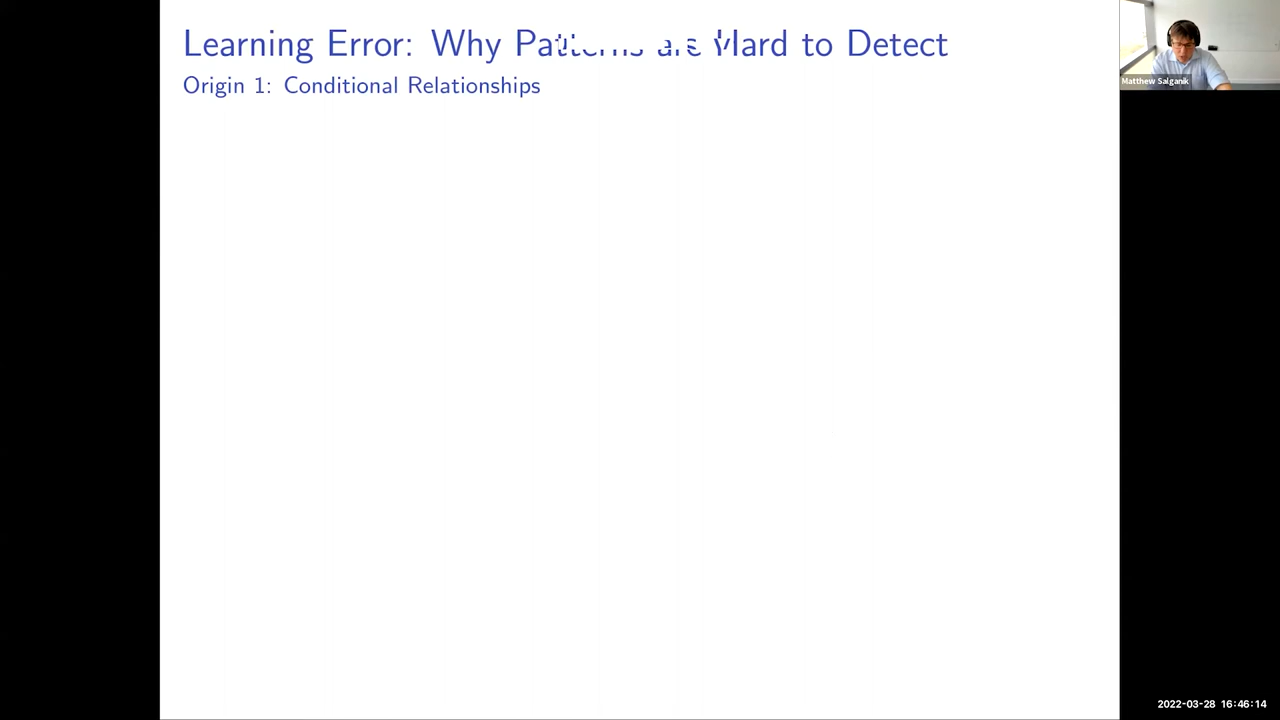 Learning Error: Why Patterns are Hard to Detect
Origin 1: Conditional Relationships
Matthew Salganik
2022-03-28 16:46:14